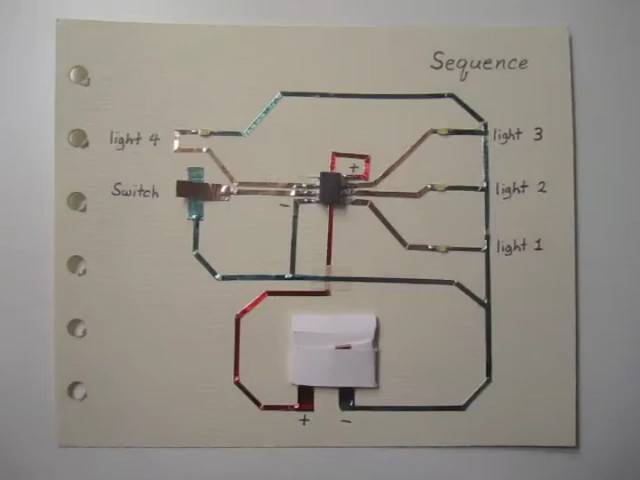 Sequence
light 4
light 3
+
Switch
light 2
-
light 1
+ -